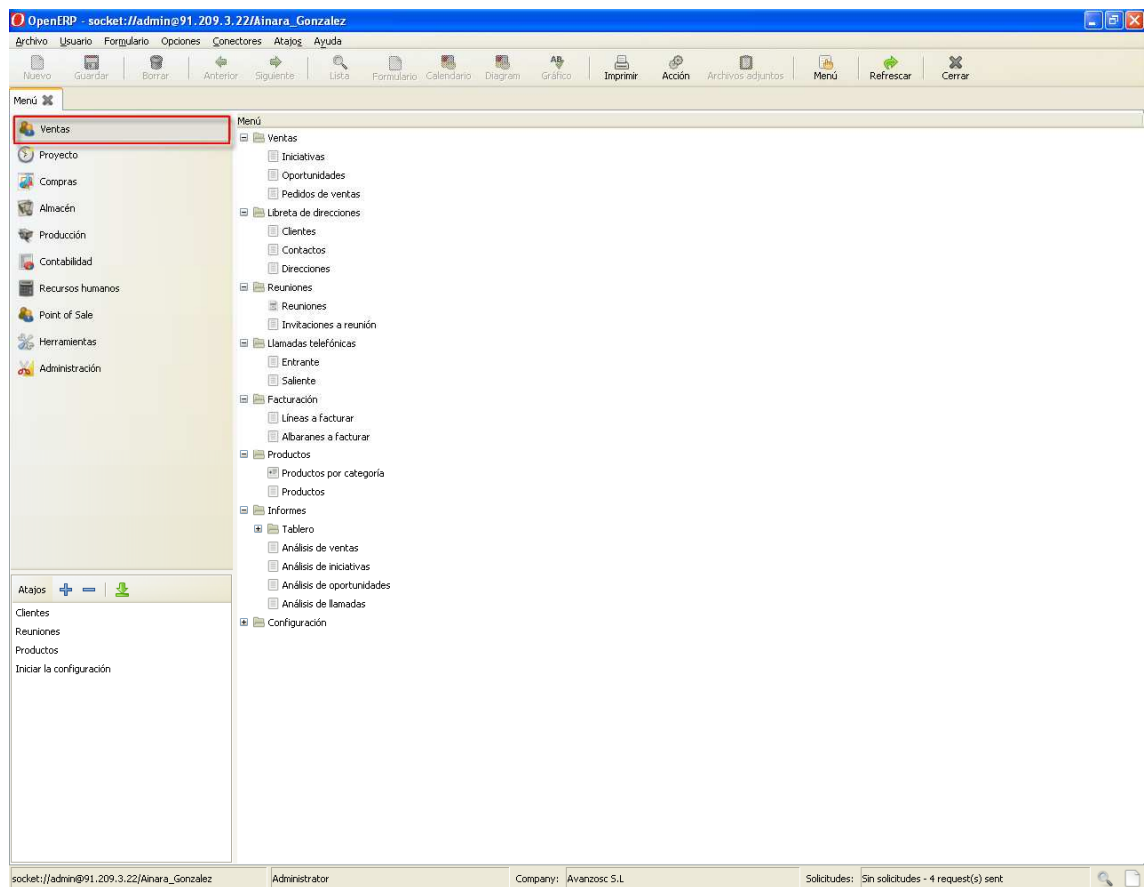 OpenERP - socket://admin@91.209.3.22/Ainara_Gonzalez
Archivo Usuario Formulario Opciones Conectores Atajos Ayuda
Nuevo Guardar Borrar Anterior Siguiente Lista Formulario Calendario Diagram Gráfico Imprimir Acción Archivos adjuntos Menú Refrescar Cerrar
Menú
Ventas
Proyecto
Compras
Almacén
Producción
Contabilidad
Recursos humanos
Point of Sale
Herramientas
Administración
Menú
Ventas
Iniciativas
Oportunidades
Pedidos de ventas
Libreta de direcciones
Clientes
Contactos
Direcciones
Reuniones
Reuniones
Invitaciones a reunión
Llamadas telefónicas
Entrante
Saliente
Facturación
Líneas a facturar
Albaranes a facturar
Productos
Productos por categoría
Productos
Informes
Tablero
Análisis de ventas
Análisis de iniciativas
Análisis de oportunidades
Análisis de llamadas
Configuración
Atajos
Clientes
Reuniones
Productos
Iniciar la configuración
socket://admin@91.209.3.22/Ainara_Gonzalez Administrator Company: Avanzosc S.L Solicitudes: Sin solicitudes - 4 request(s) sent